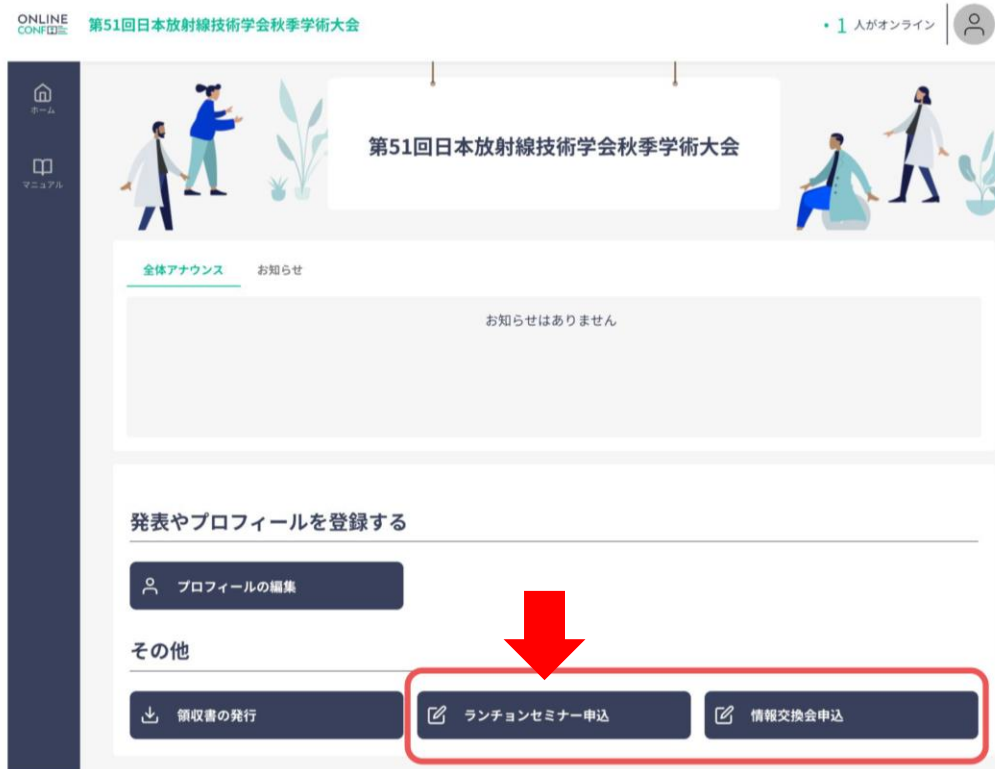 ONLINE
CONF
第51回日本放射線技術学会秋季学術大会
・1 人がオンライン
ホーム
マニュアル
第51回日本放射線技術学会秋季学術大会
全体アナウンス お知らせ
お知らせはありません
発表やプロフィールを登録する
プロフィールの編集
その他
領収書の発行 ランチョンセミナー申込 情報交換会申込